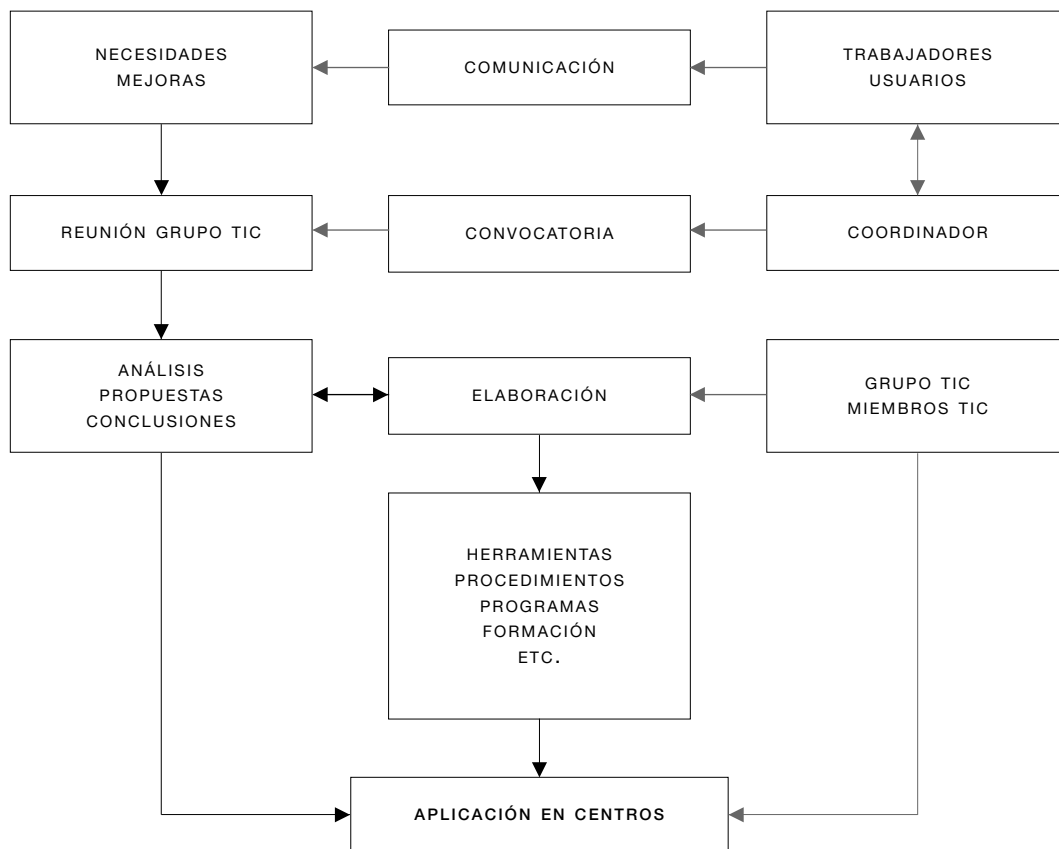 NECESIDADES
MEJORAS
COMUNICACIÓN
TRABAJADORES
USUARIOS
REUNIÓN GRUPO TIC
CONVOCATORIA
COORDINADOR
ANÁLISIS
PROPUESTAS
CONCLUSIONES
ELABORACIÓN
GRUPO TIC
MIEMBROS TIC
HERRAMIENTAS
PROCEDIMIENTOS
PROGRAMAS
FORMACIÓN
ETC.
APLICACIÓN EN CENTROS